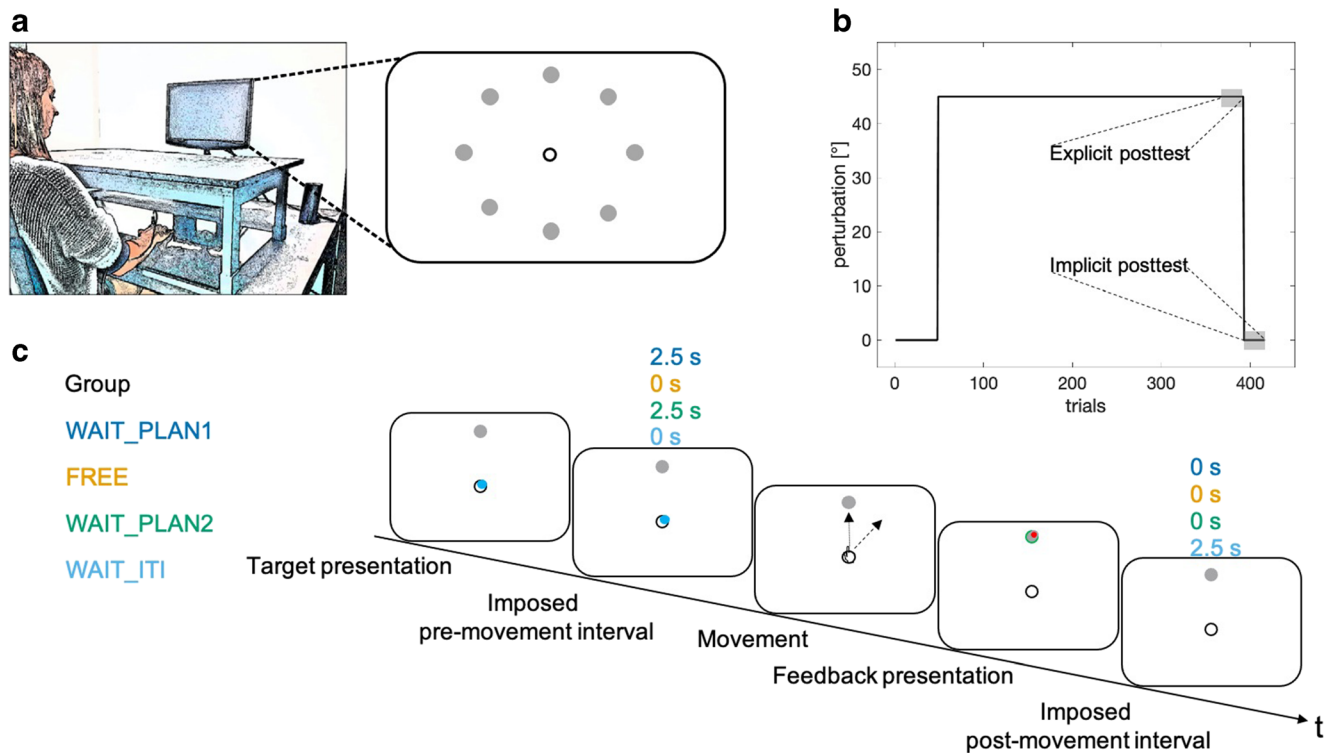 a
b
50
40
30
20
10
0
perturbation [°]
Explicit posttest
Implicit posttest
0
100
200
300
400
trials
c
Group
WAIT_PLAN1
FREE
WAIT_PLAN2
WAIT_ITI
2.5 s
0 s
2.5 s
0 s
0 s
0 s
0 s
2.5 s
Target presentation
Imposed
pre-movement interval
Movement
Feedback presentation
Imposed
post-movement interval
t